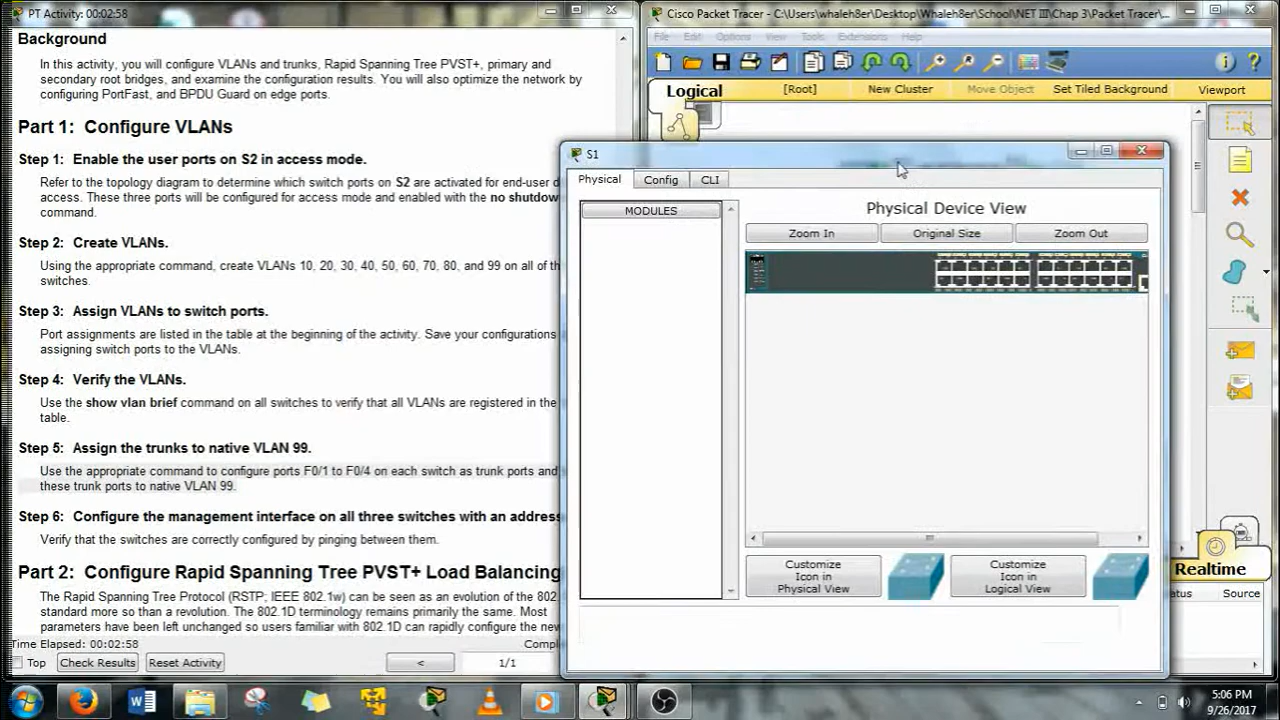 PT Activity: 00:02:58
Background
In this activity, you will configure VLANs and trunks, Rapid Spanning Tree PVST+, primary and
secondary root bridges, and examine the configuration results. You will also optimize the network by
configuring PortFast, and BPDU Guard on edge ports.
Part 1: Configure VLANs
Step 1: Enable the user ports on S2 in access mode.
Refer to the topology diagram to determine which switch ports on S2 are activated for end-user d
access. These three ports will be configured for access mode and enabled with the no shutdow
command.
Step 2: Create VLANs.
Using the appropriate command, create VLANs 10, 20, 30, 40, 50, 60, 70, 80, and 99 on all of th
switches.
Step 3: Assign VLANs to switch ports.
Port assignments are listed in the table at the beginning of the activity. Save your configurations
assigning switch ports to the VLANs.
Step 4: Verify the VLANs.
Use the show vlan brief command on all switches to verify that all VLANs are registered in the
table.
Step 5: Assign the trunks to native VLAN 99.
Use the appropriate command to configure ports F0/1 to F0/4 on each switch as trunk ports and
these trunk ports to native VLAN 99.
Step 6: Configure the management interface on all three switches with an address
Verify that the switches are correctly configured by pinging between them.
Part 2: Configure Rapid Spanning Tree PVST+ Load Balancing
The Rapid Spanning Tree Protocol (RSTP; IEEE 802.1w) can be seen as an evolution of the 802.
standard more so than a revolution. The 802.1D terminology remains primarily the same. Most
parameters have been left unchanged so users familiar with 802.1D can rapidly configure the new
Time Elapsed: 00:02:58 Compl
Top Check Results Reset Activity < 1/1
Cisco Packet Tracer - C:\Users\whaleh8er\Desktop\Whaleh8er\School\NET III\Chap 3\Packet Tracer\...
File Edit Options View Tools Extensions Help
Logical [Root] New Cluster Move Object Set Tiled Background Viewport
S1
Physical Config CLI
MODULES
Physical Device View
Zoom In Original Size Zoom Out
Customize
Icon in
Physical View
Customize
Icon in
Logical View
Realtime
tus Source
5:06 PM
9/26/2017